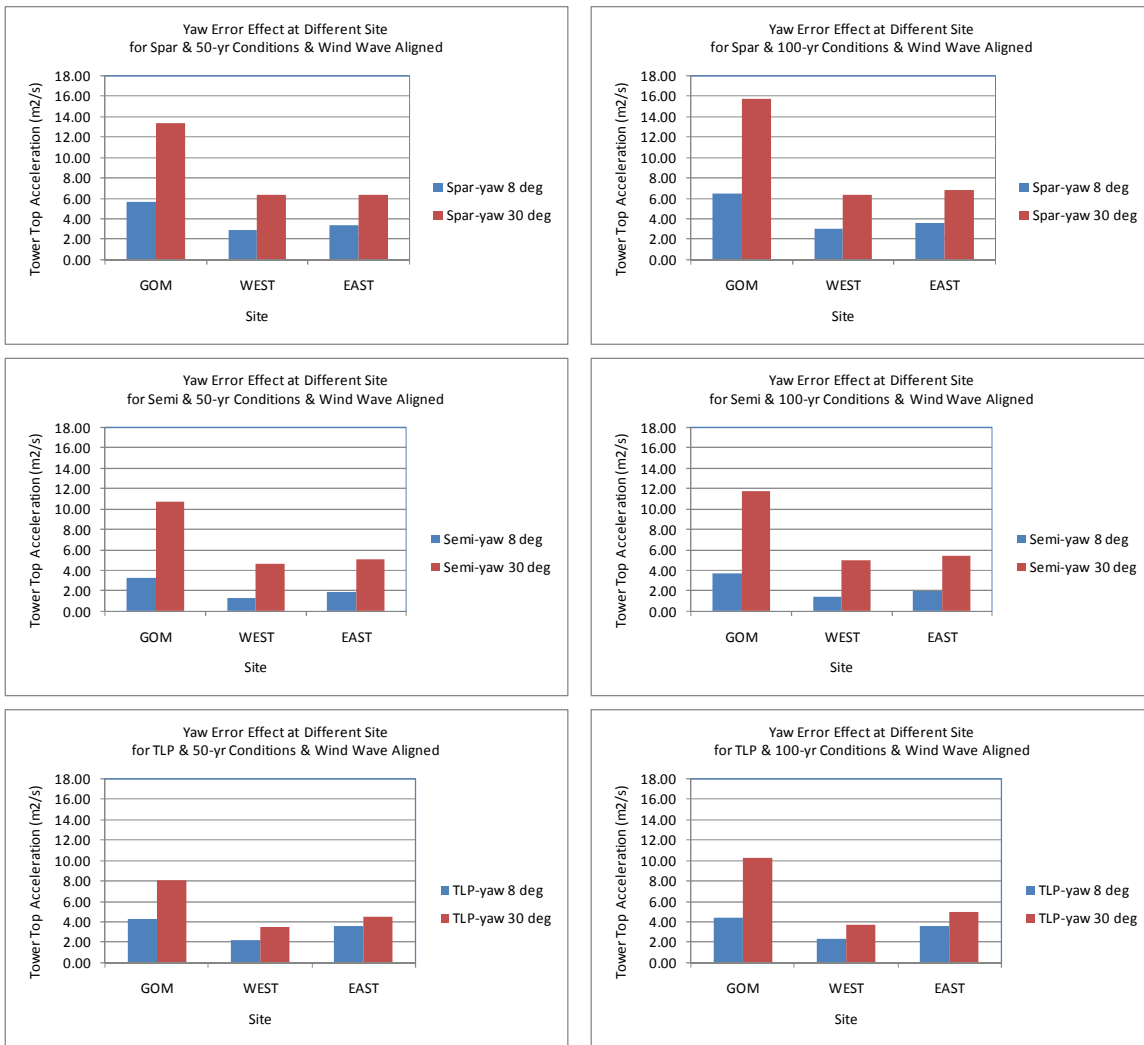 Yaw Error Effect at Different Site
for Spar & 50-yr Conditions & Wind Wave Aligned
Tower Top Acceleration (m2/s)
18.00
16.00
14.00
12.00
10.00
8.00
6.00
4.00
2.00
0.00
GOM WEST EAST
Site
Spar-yaw 8 deg
Spar-yaw 30 deg
Yaw Error Effect at Different Site
for Spar & 100-yr Conditions & Wind Wave Aligned
Tower Top Acceleration (m2/s)
18.00
16.00
14.00
12.00
10.00
8.00
6.00
4.00
2.00
0.00
GOM WEST EAST
Site
Spar-yaw 8 deg
Spar-yaw 30 deg
Yaw Error Effect at Different Site
for Semi & 50-yr Conditions & Wind Wave Aligned
Tower Top Acceleration (m2/s)
18.00
16.00
14.00
12.00
10.00
8.00
6.00
4.00
2.00
0.00
GOM WEST EAST
Site
Semi-yaw 8 deg
Semi-yaw 30 deg
Yaw Error Effect at Different Site
for Semi & 100-yr Conditions & Wind Wave Aligned
Tower Top Acceleration (m2/s)
18.00
16.00
14.00
12.00
10.00
8.00
6.00
4.00
2.00
0.00
GOM WEST EAST
Site
Semi-yaw 8 deg
Semi-yaw 30 deg
Yaw Error Effect at Different Site
for TLP & 50-yr Conditions & Wind Wave Aligned
Tower Top Acceleration (m2/s)
18.00
16.00
14.00
12.00
10.00
8.00
6.00
4.00
2.00
0.00
GOM WEST EAST
Site
TLP-yaw 8 deg
TLP-yaw 30 deg
Yaw Error Effect at Different Site
for TLP & 100-yr Conditions & Wind Wave Aligned
Tower Top Acceleration (m2/s)
18.00
16.00
14.00
12.00
10.00
8.00
6.00
4.00
2.00
0.00
GOM WEST EAST
Site
TLP-yaw 8 deg
TLP-yaw 30 deg